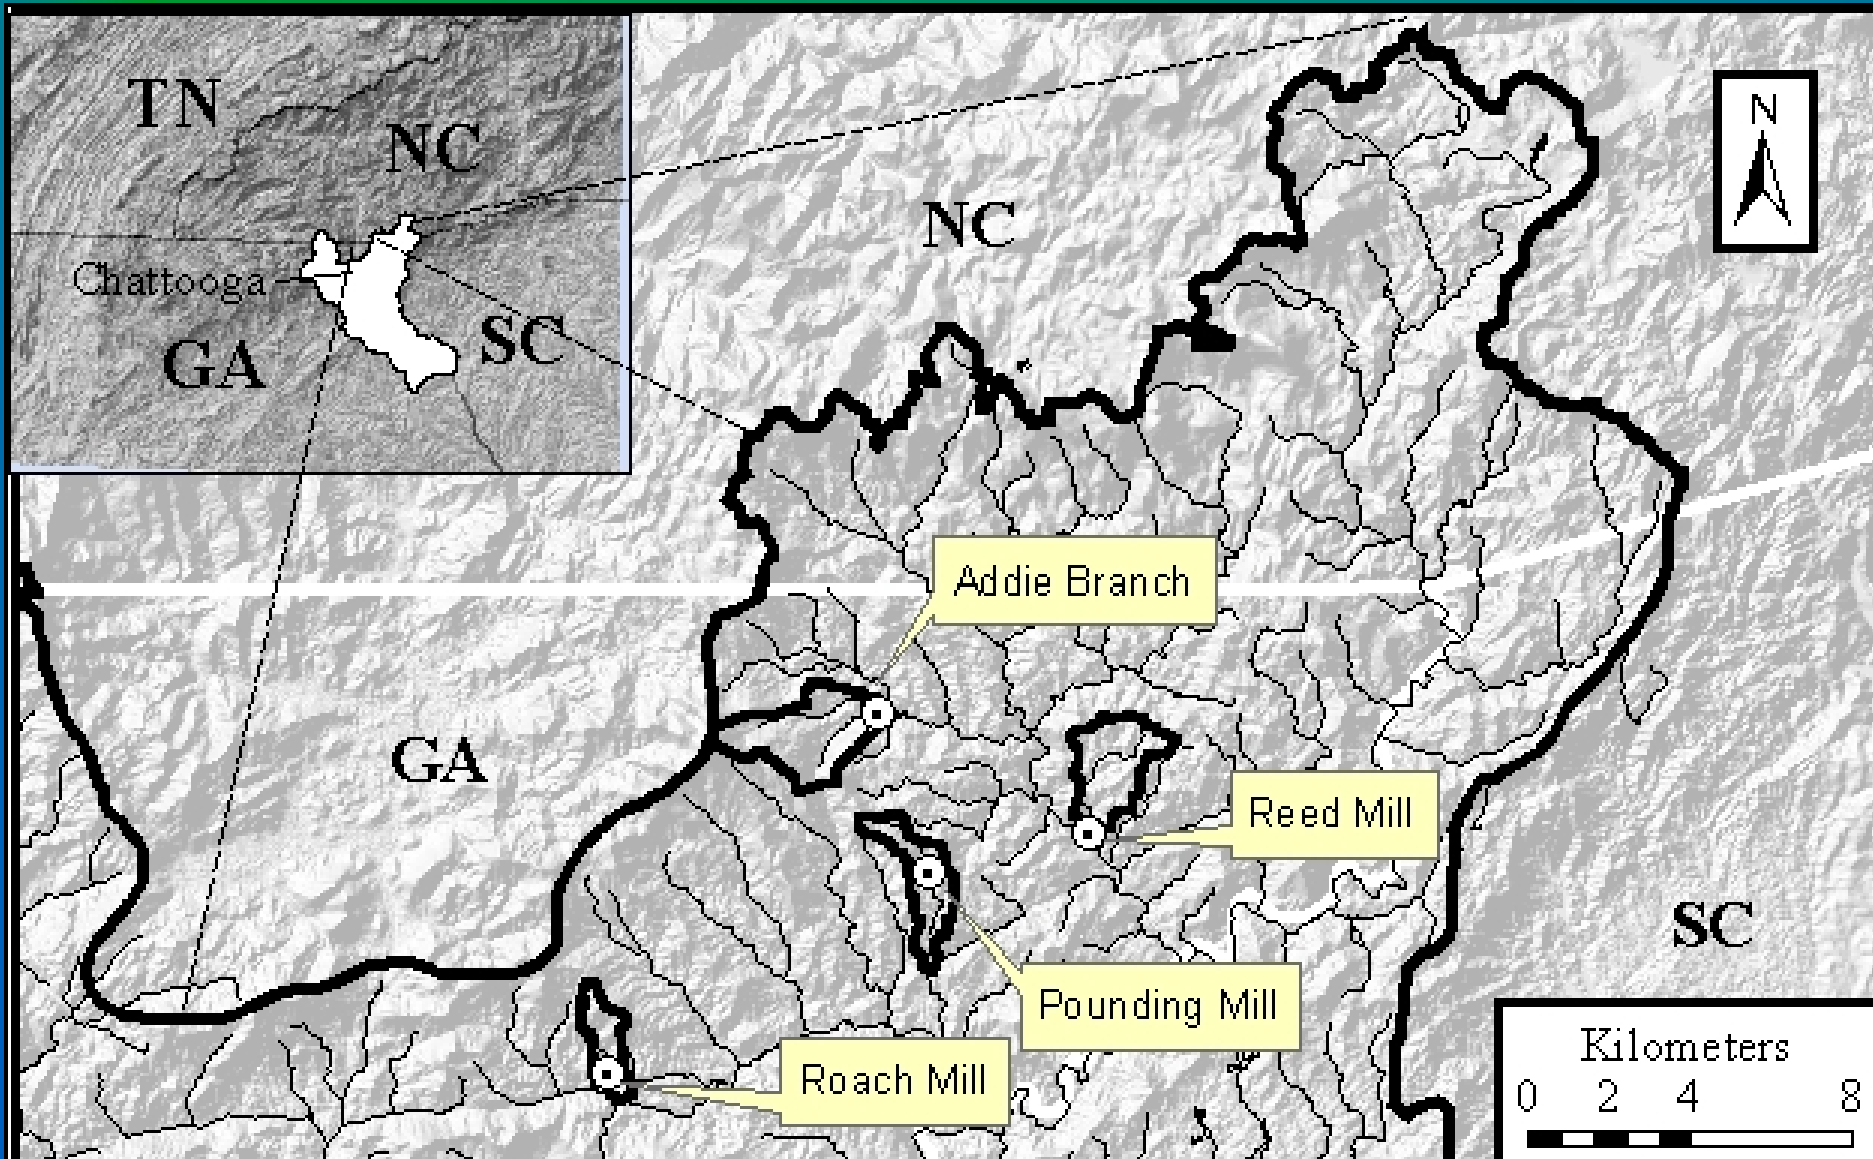 TN
NC
Chattooga
GA
SC
NC
N
Addie Branch
GA
Reed Mill
SC
Pounding Mill
Roach Mill
Kilometers
0 2 4 8